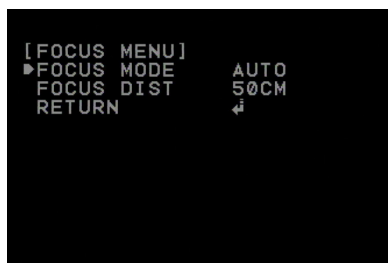 [FOCUS MENU]
FOCUS MODE AUTO
FOCUS DIST 50CM
RETURN ↲